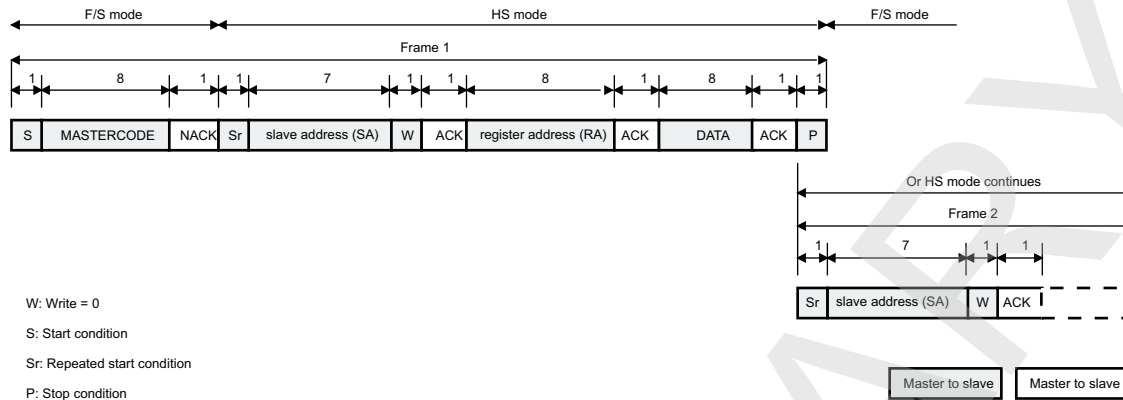 F/S mode HS mode F/S mode
Frame 1
1 8 1 1 7 1 1 8 1 8 1 1
S MASTERCODE NACK Sr slave address (SA) W ACK register address (RA) ACK DATA ACK P
Or HS mode continues
Frame 2
1 7 1 1
Sr slave address (SA) W ACK
W: Write = 0
S: Start condition
Sr: Repeated start condition
P: Stop condition
Master to slave Master to slave